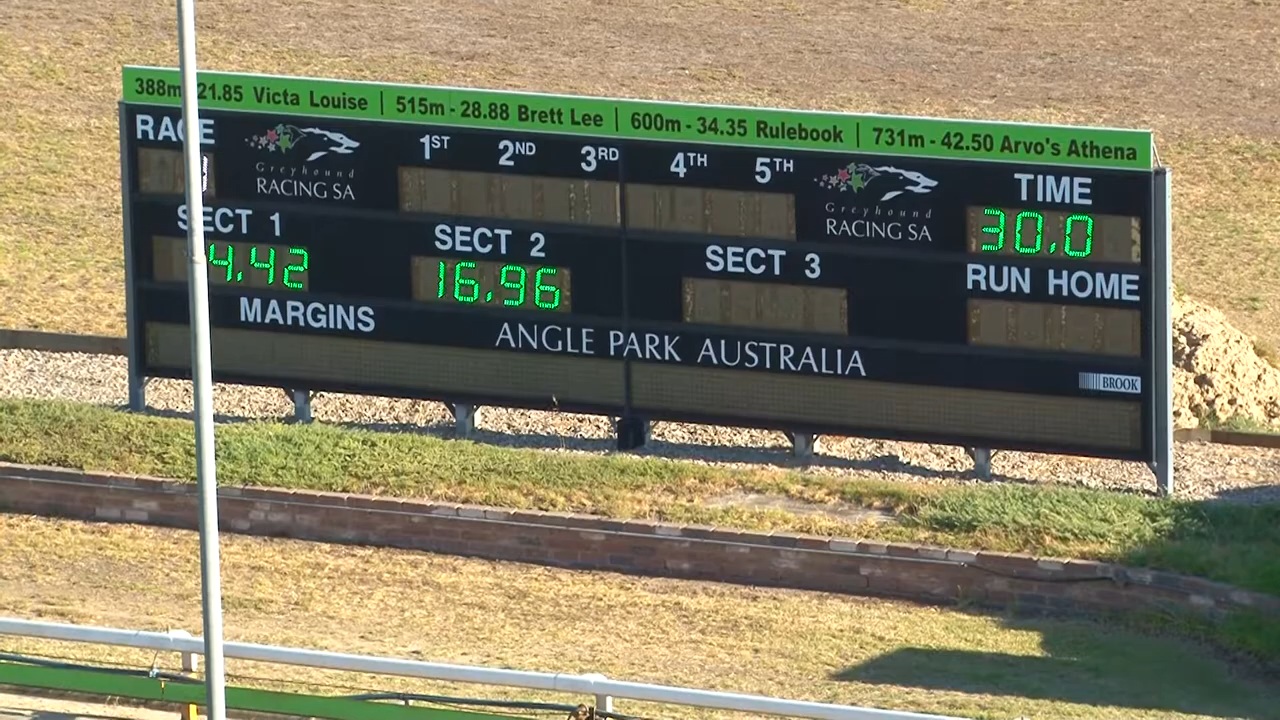 388m - 21.85 Victa Louise | 515m - 28.88 Brett Lee | 600m - 34.35 Rulebook | 731m - 42.50 Arvo's Athena
RACE
Greyhound
RACING SA
1ST 2ND 3RD 4TH 5TH
Greyhound
RACING SA
TIME
30.0
SECT 1
4.42
SECT 2
16.96
SECT 3
RUN HOME
MARGINS
ANGLE PARK AUSTRALIA
BROOK